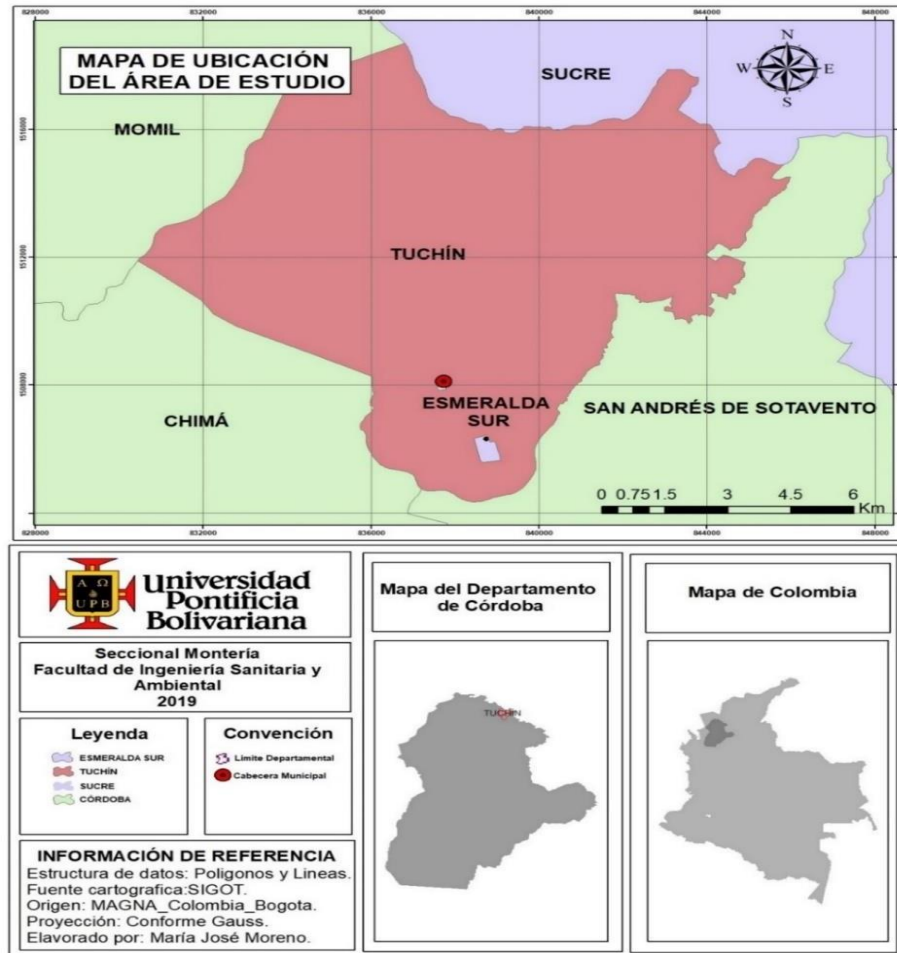 828000 832000 836000 840000 844000 848000
MAPA DE UBICACIÓN
DEL ÁREA DE ESTUDIO
SUCRE
N
W E
S
MOMIL
1516000
TUCHÍN
1512000
1508000
ESMERALDA
SUR
SAN ANDRÉS DE SOTAVENTO
CHIMÁ
0 0.75 1.5 3 4.5 6
Km
828000 832000 836000 840000 844000 848000
Α Ω
UPB
Universidad
Pontificia
Bolivariana
Seccional Montería
Facultad de Ingeniería Sanitaria y
Ambiental
2019
Leyenda
ESMERALDA SUR
TUCHÍN
SUCRE
CÓRDOBA
Convención
Limite Departamental
Cabecera Municipal
INFORMACIÓN DE REFERENCIA
Estructura de datos: Poligonos y Lineas.
Fuente cartografica:SIGOT.
Origen: MAGNA_Colombia_Bogota.
Proyección: Conforme Gauss.
Elavorado por: María José Moreno.
Mapa del Departamento
de Córdoba
TUCHÍN
Mapa de Colombia